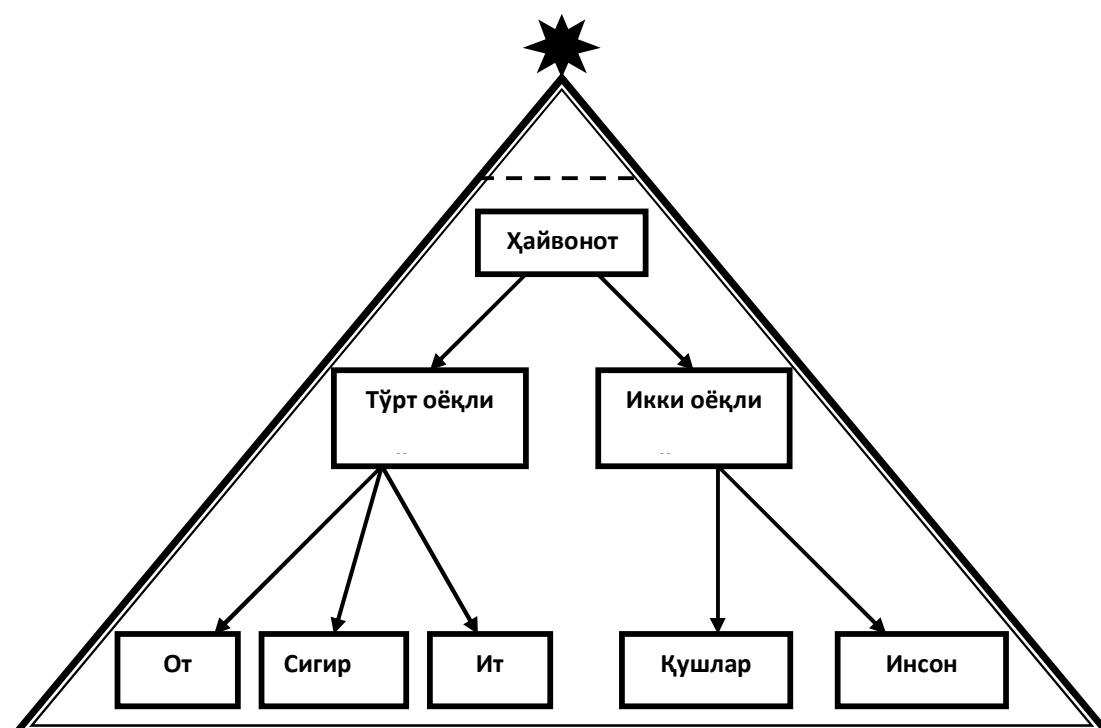 Ҳайвонот
Тўрт оёқли
Икки оёқли
От
Сигир
Ит
Қушлар
Инсон